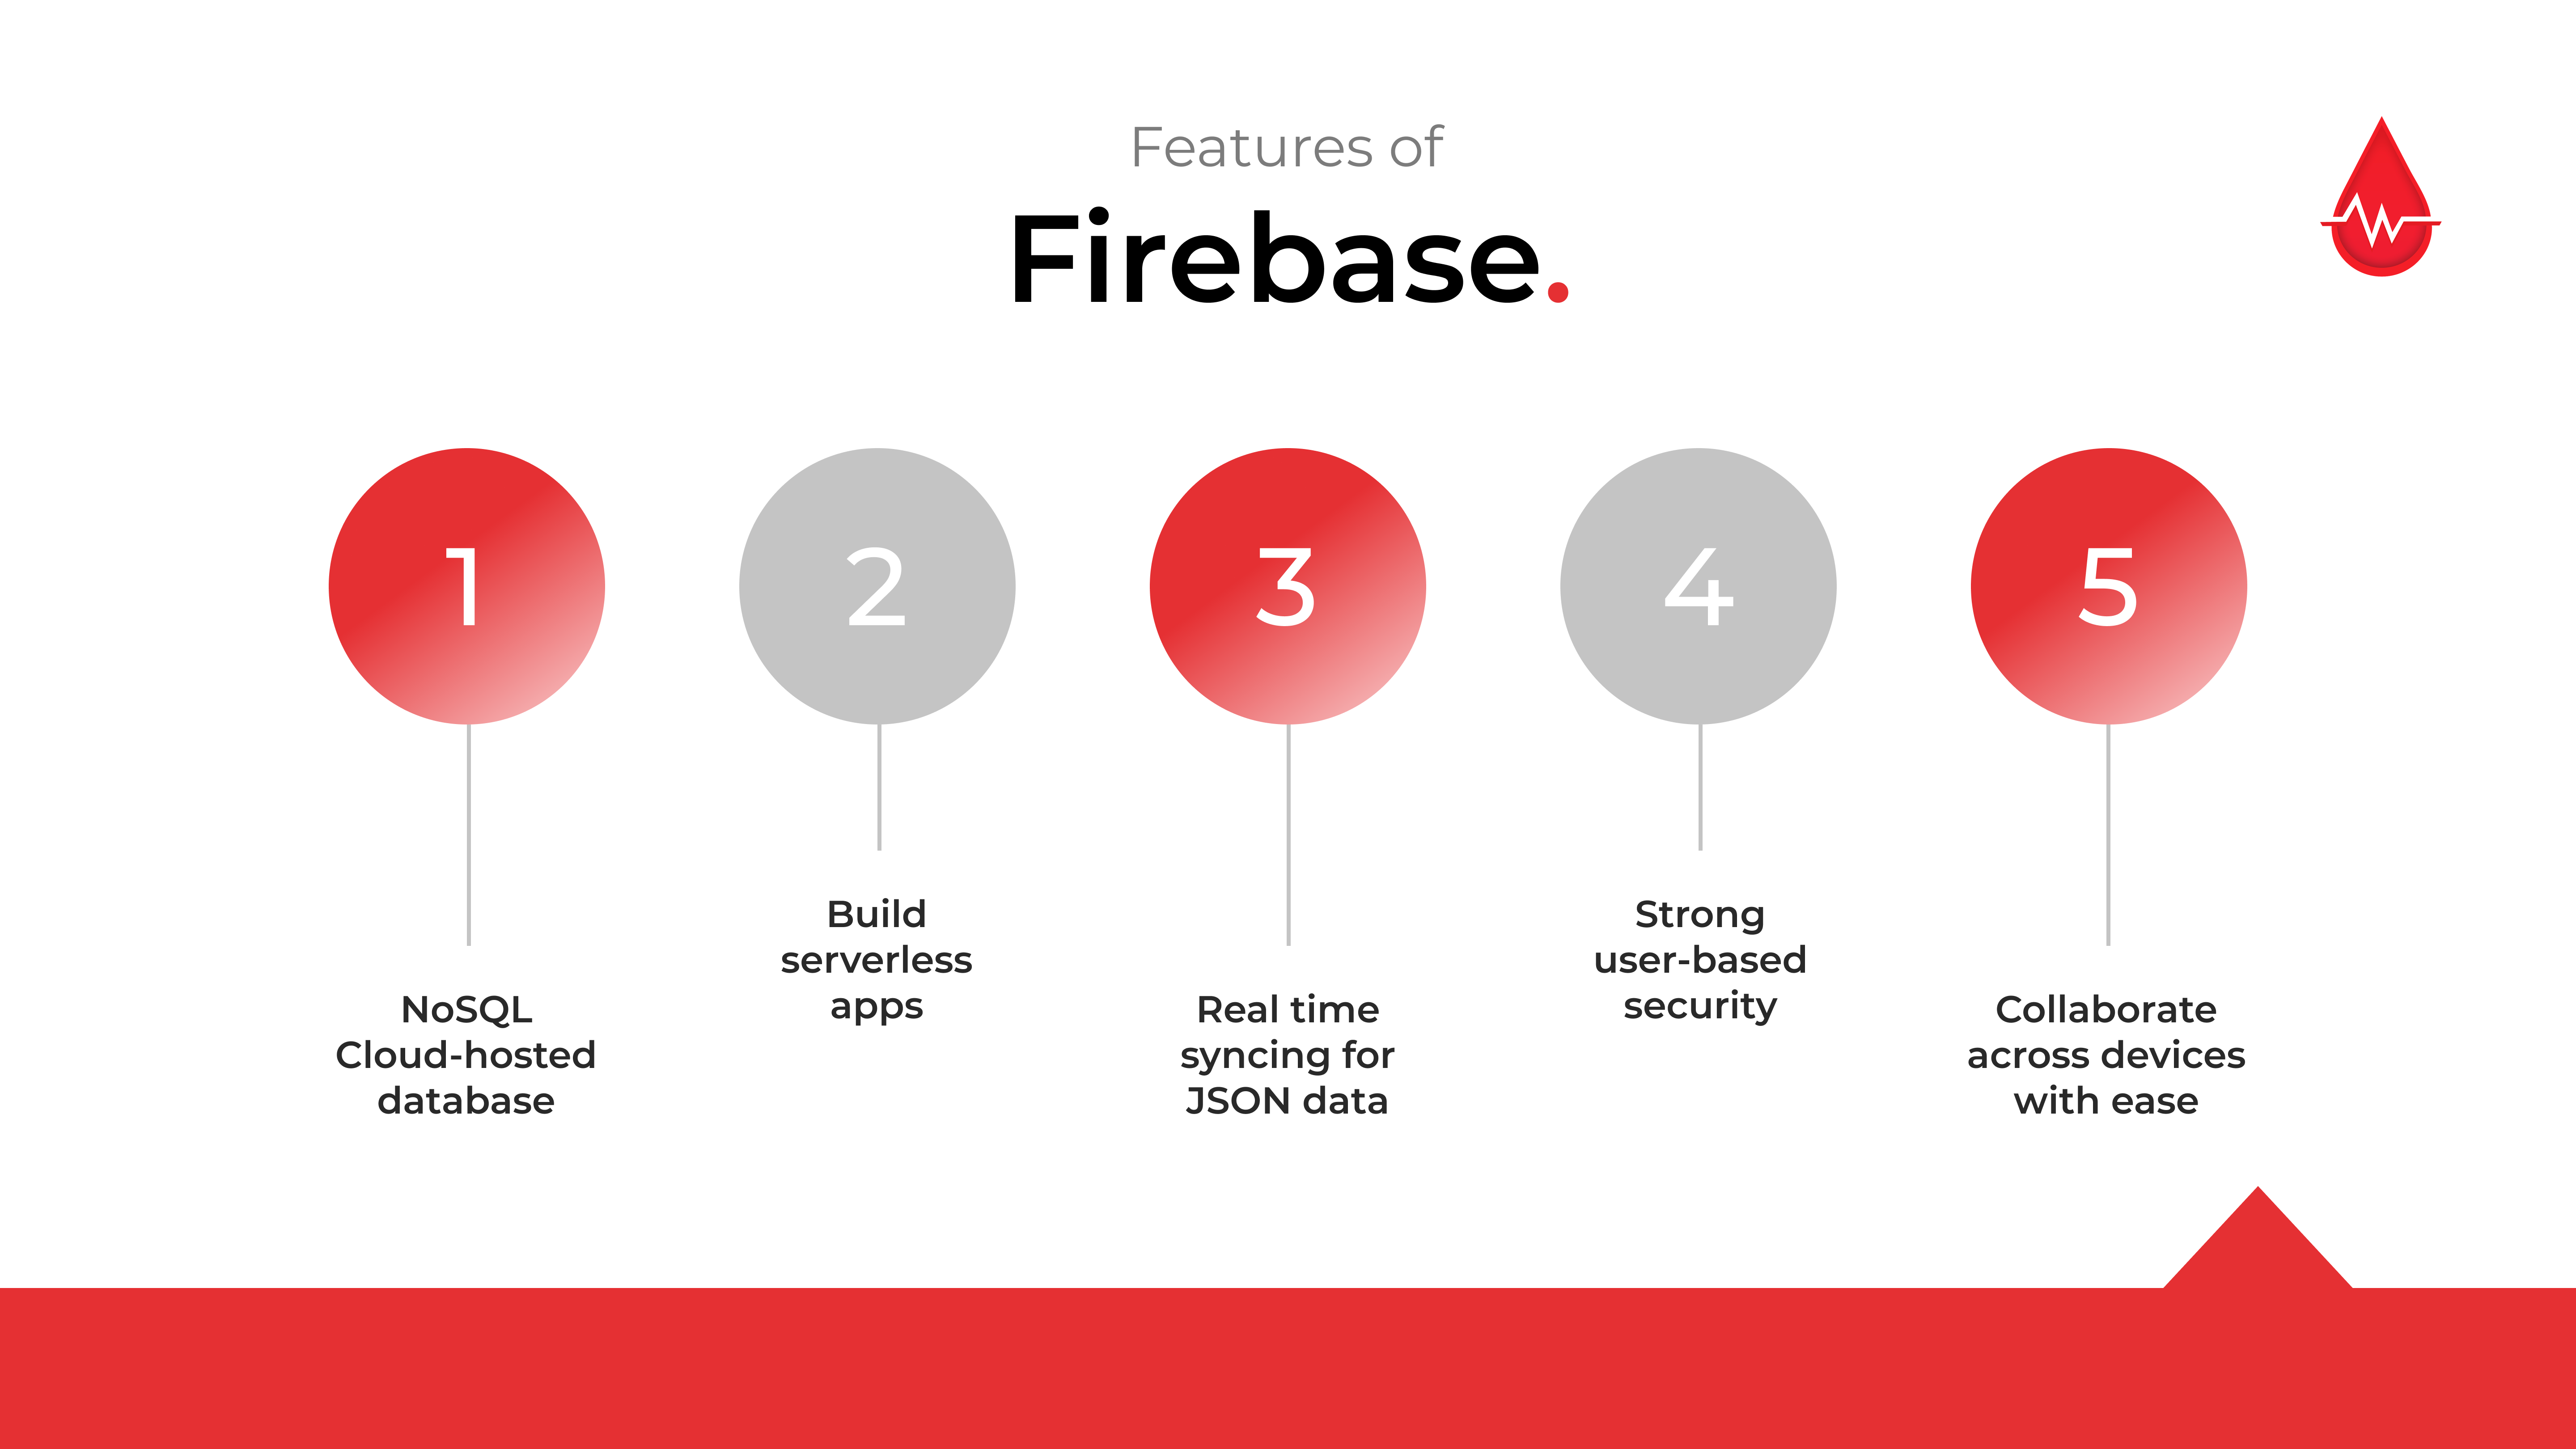 Features of
Firebase.
1
2
3
4
5
NoSQL
Cloud-hosted
database
Build
serverless
apps
Real time
syncing for
JSON data
Strong
user-based
security
Collaborate
across devices
with ease